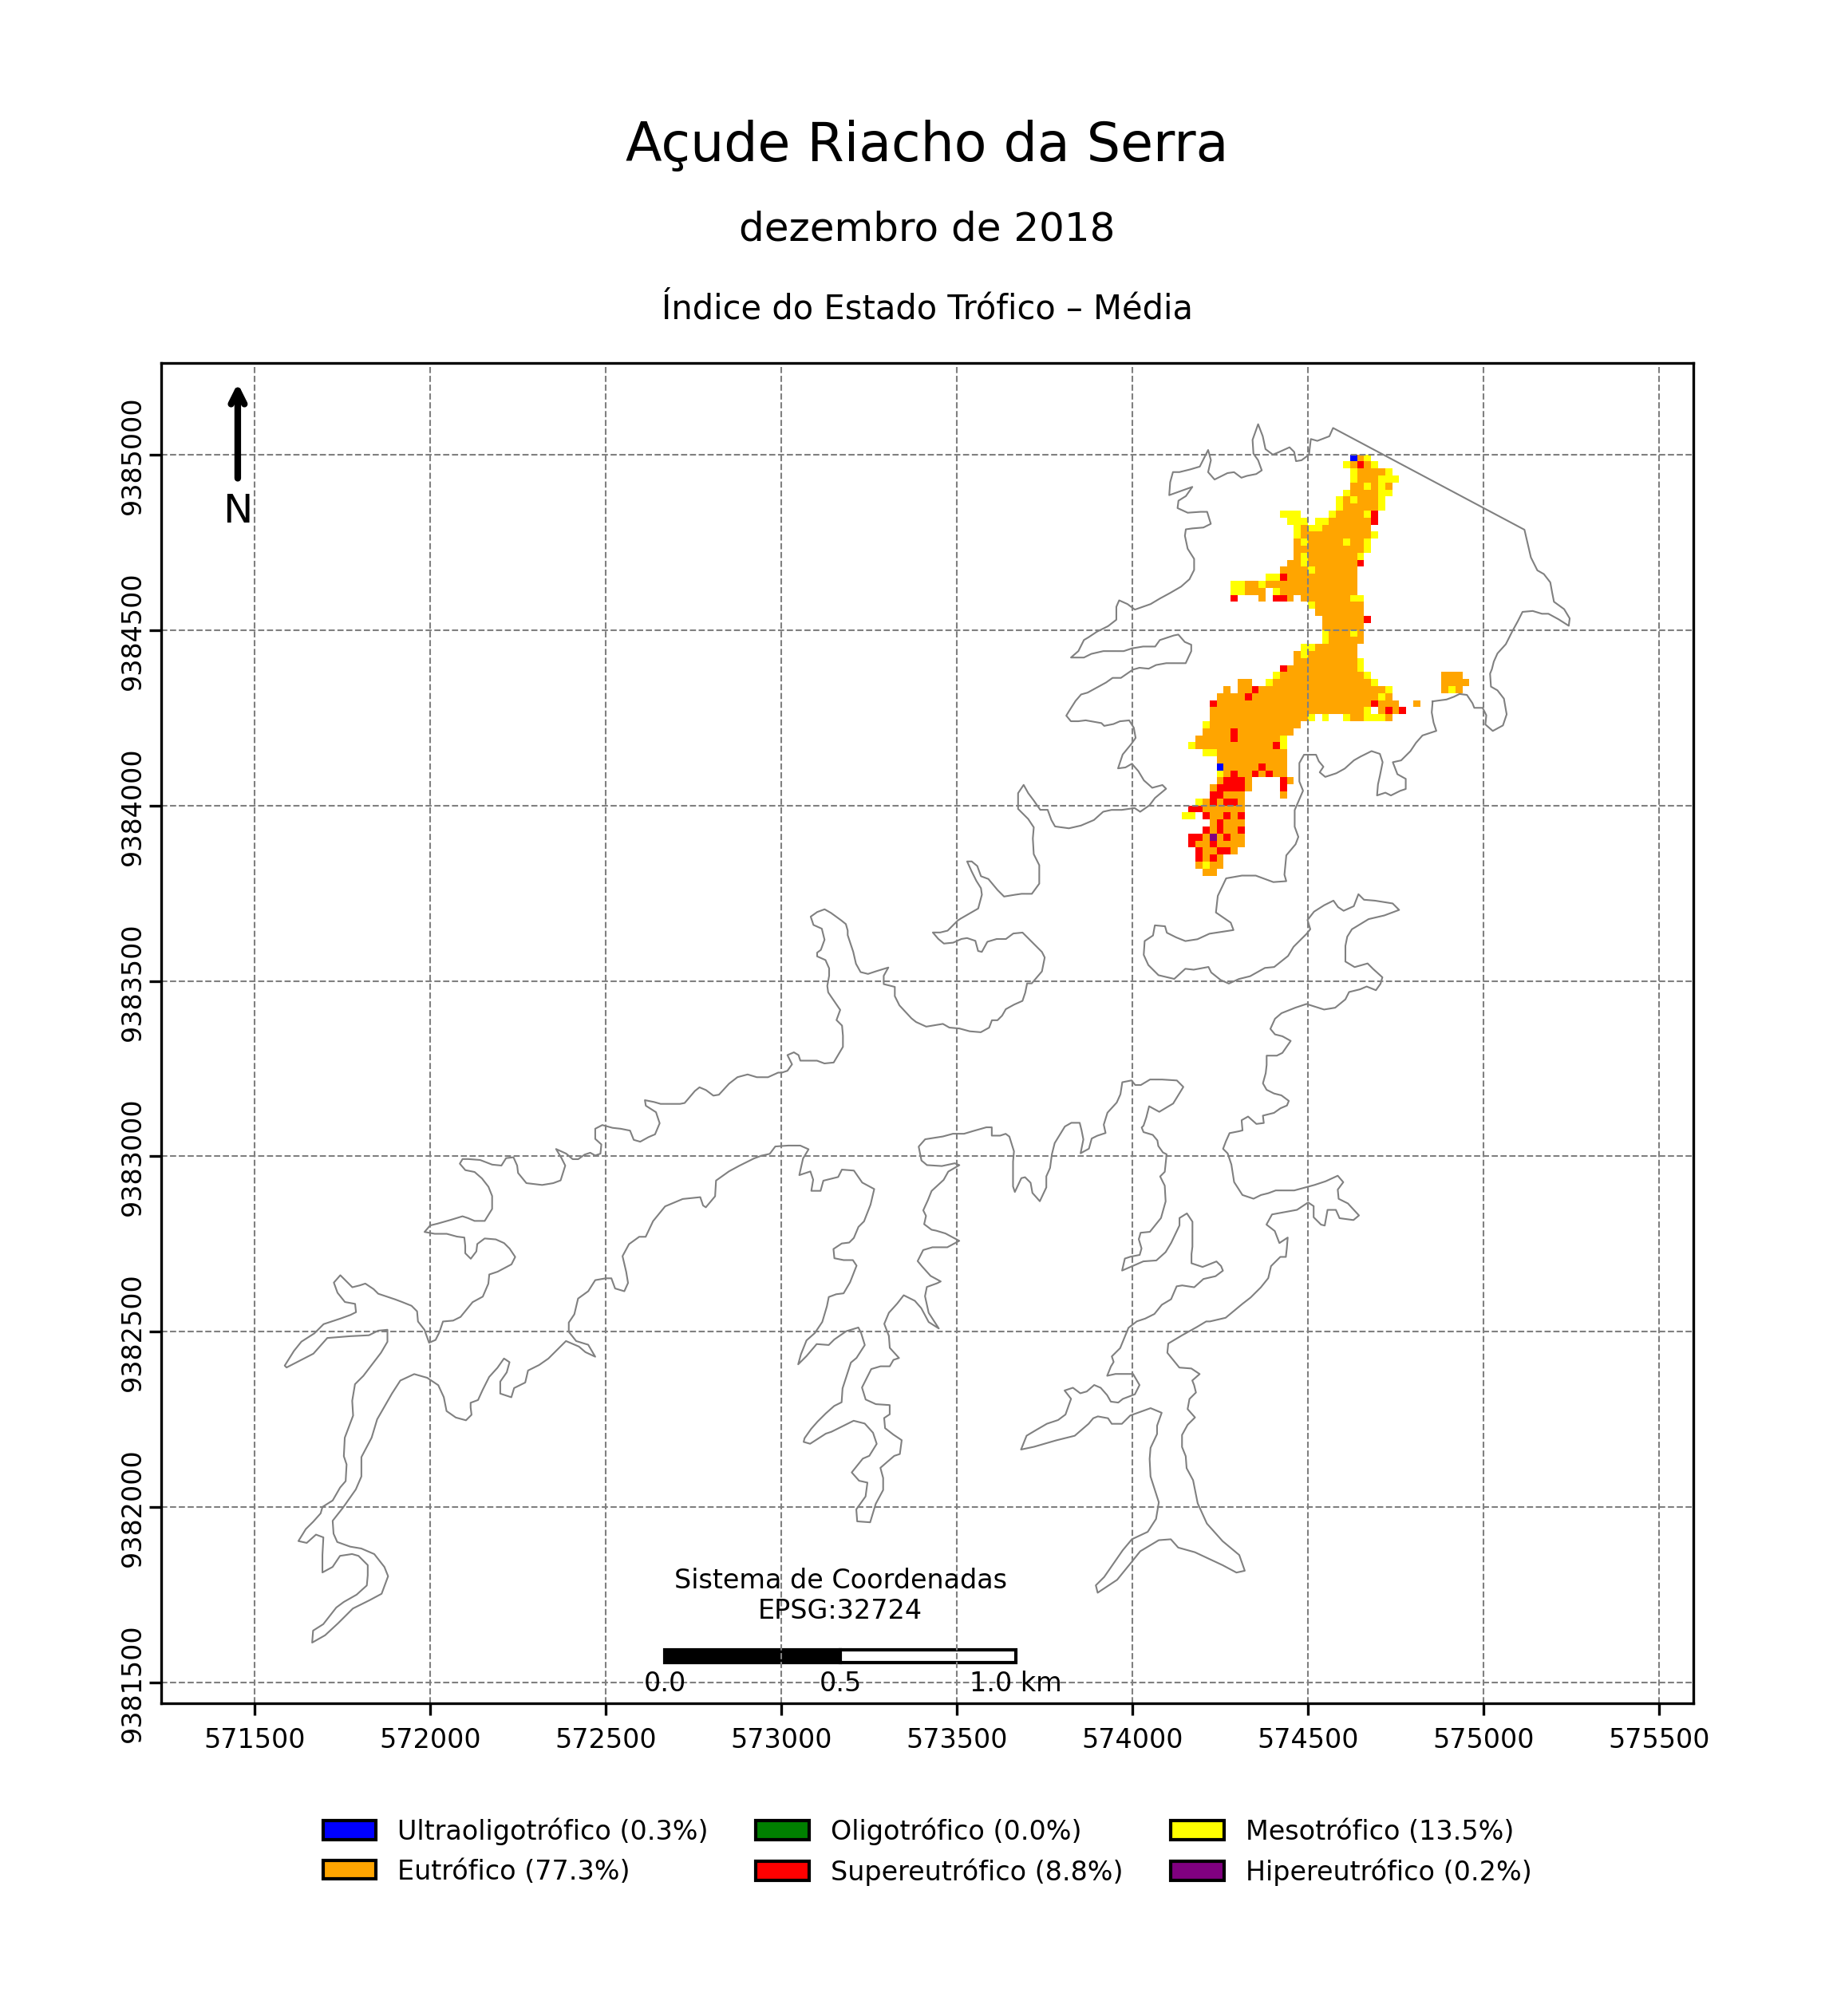 Açude Riacho da Serra
dezembro de 2018
Índice do Estado Trófico – Média
N
9385000
9384500
9384000
9383500
9383000
9382500
9382000
9381500
Sistema de Coordenadas
EPSG:32724
0.0 0.5 1.0 km
571500 572000 572500 573000 573500 574000 574500 575000 575500
Ultraoligotrófico (0.3%) Oligotrófico (0.0%) Mesotrófico (13.5%)
Eutrófico (77.3%) Supereutrófico (8.8%) Hipereutrófico (0.2%)